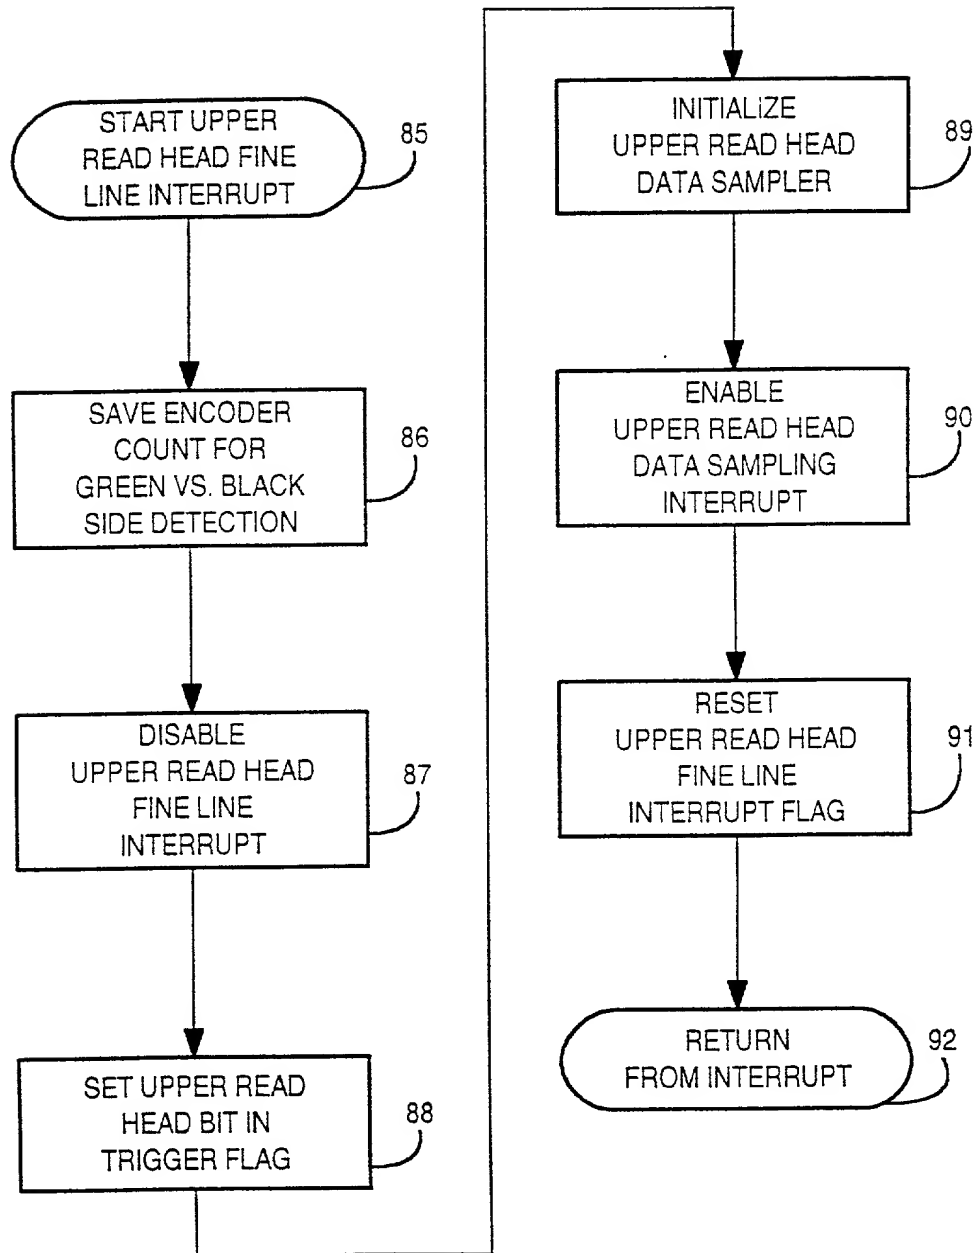 START UPPER
READ HEAD FINE
LINE INTERRUPT
85
SAVE ENCODER
COUNT FOR
GREEN VS. BLACK
SIDE DETECTION
86
DISABLE
UPPER READ HEAD
FINE LINE
INTERRUPT
87
SET UPPER READ
HEAD BIT IN
TRIGGER FLAG
88
INITIALIZE
UPPER READ HEAD
DATA SAMPLER
89
ENABLE
UPPER READ HEAD
DATA SAMPLING
INTERRUPT
90
RESET
UPPER READ HEAD
FINE LINE
INTERRUPT FLAG
91
RETURN
FROM INTERRUPT
92